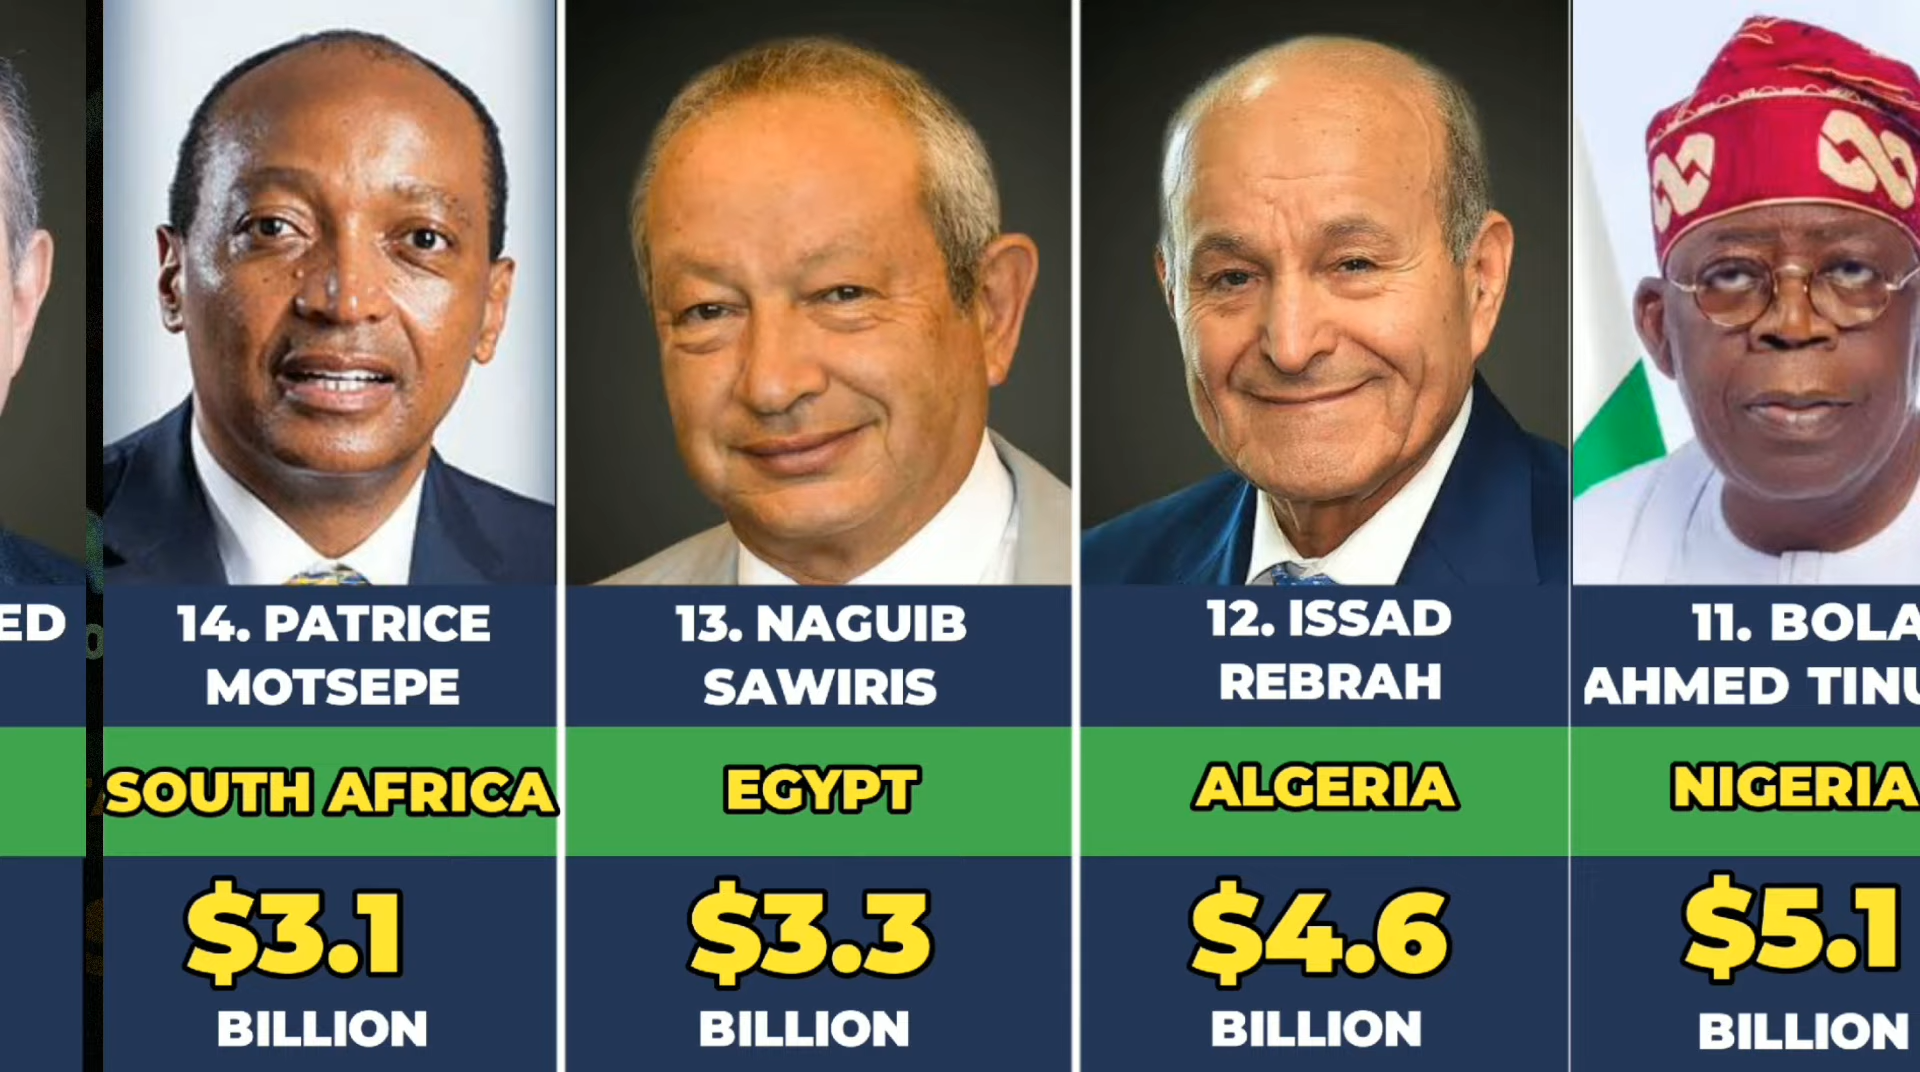 ED
14. PATRICE
MOTSEPE
SOUTH AFRICA
$3.1
BILLION
13. NAGUIB
SAWIRIS
EGYPT
$3.3
BILLION
12. ISSAD
REBRAH
ALGERIA
$4.6
BILLION
11. BOLA
AHMED TINU
NIGERIA
$5.1
BILLION